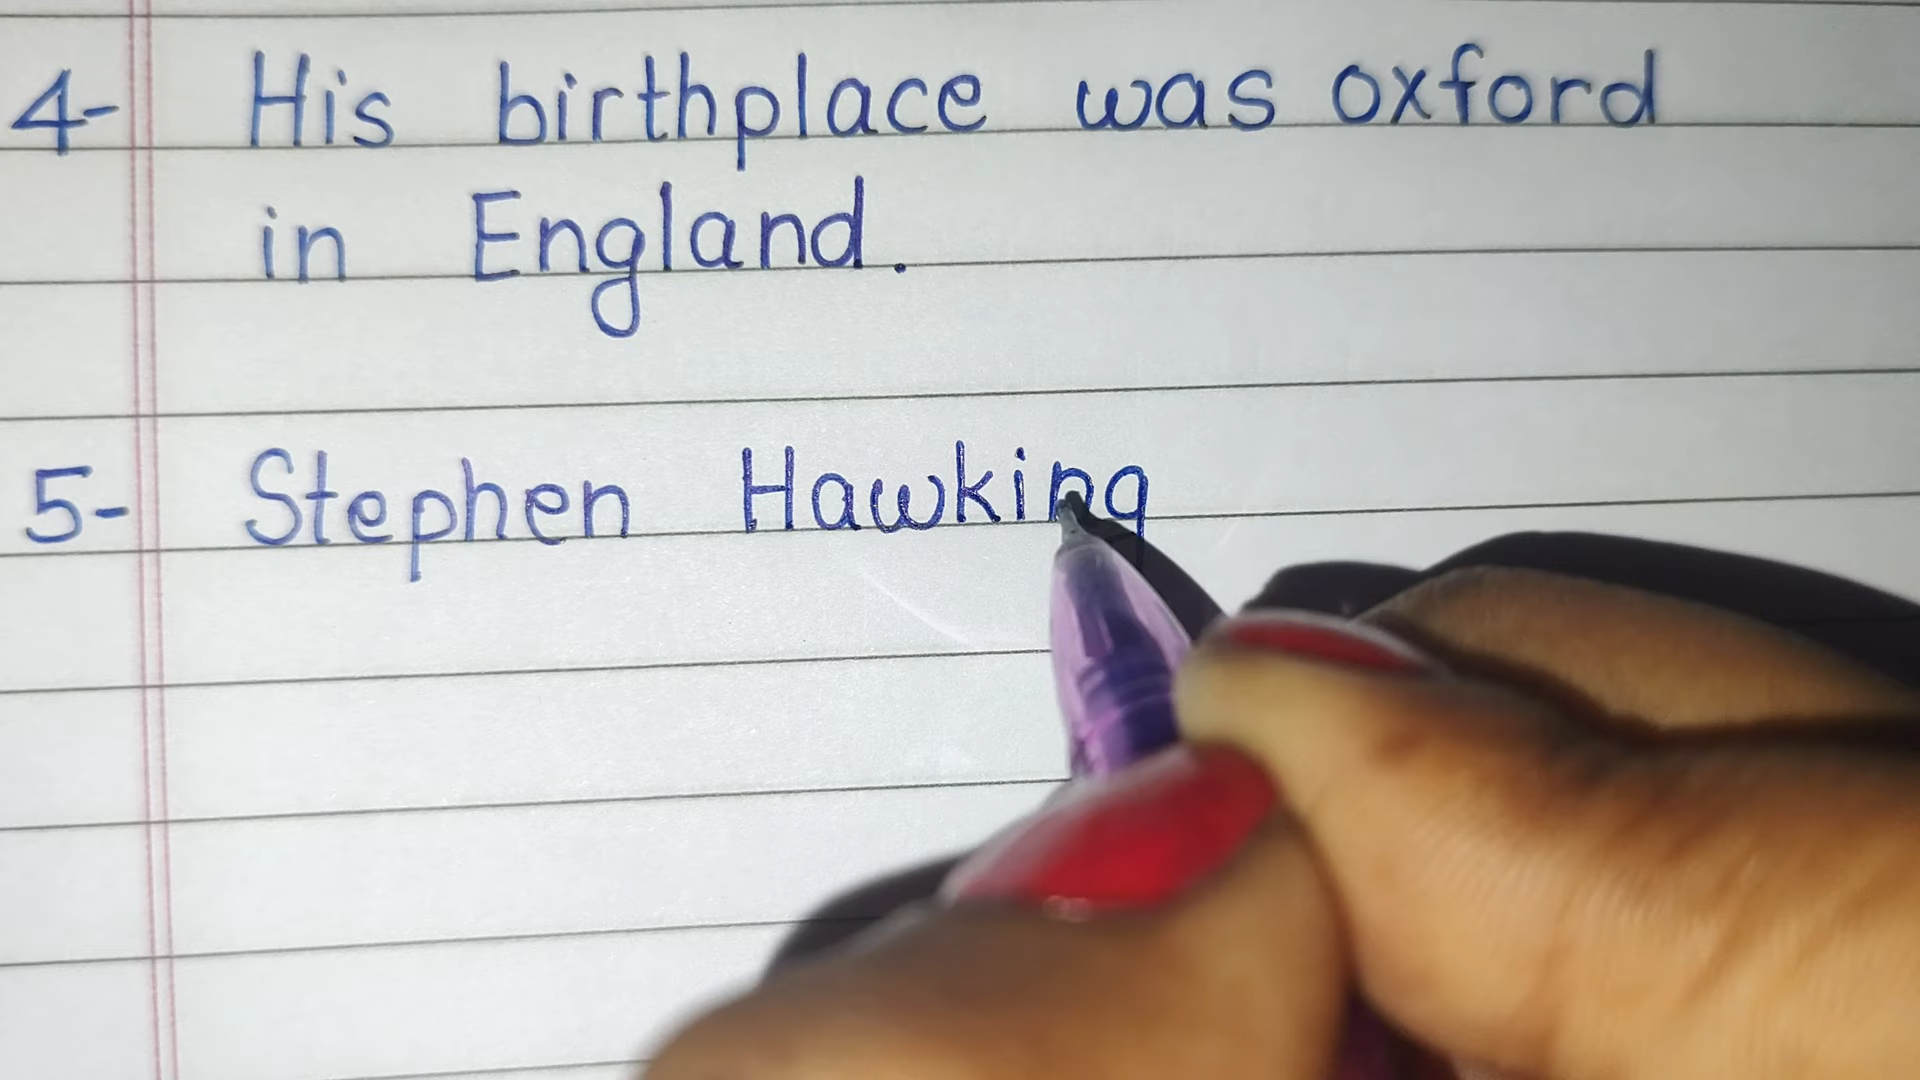 4- His birthplace was oxford
in England.
5- Stephen Hawking